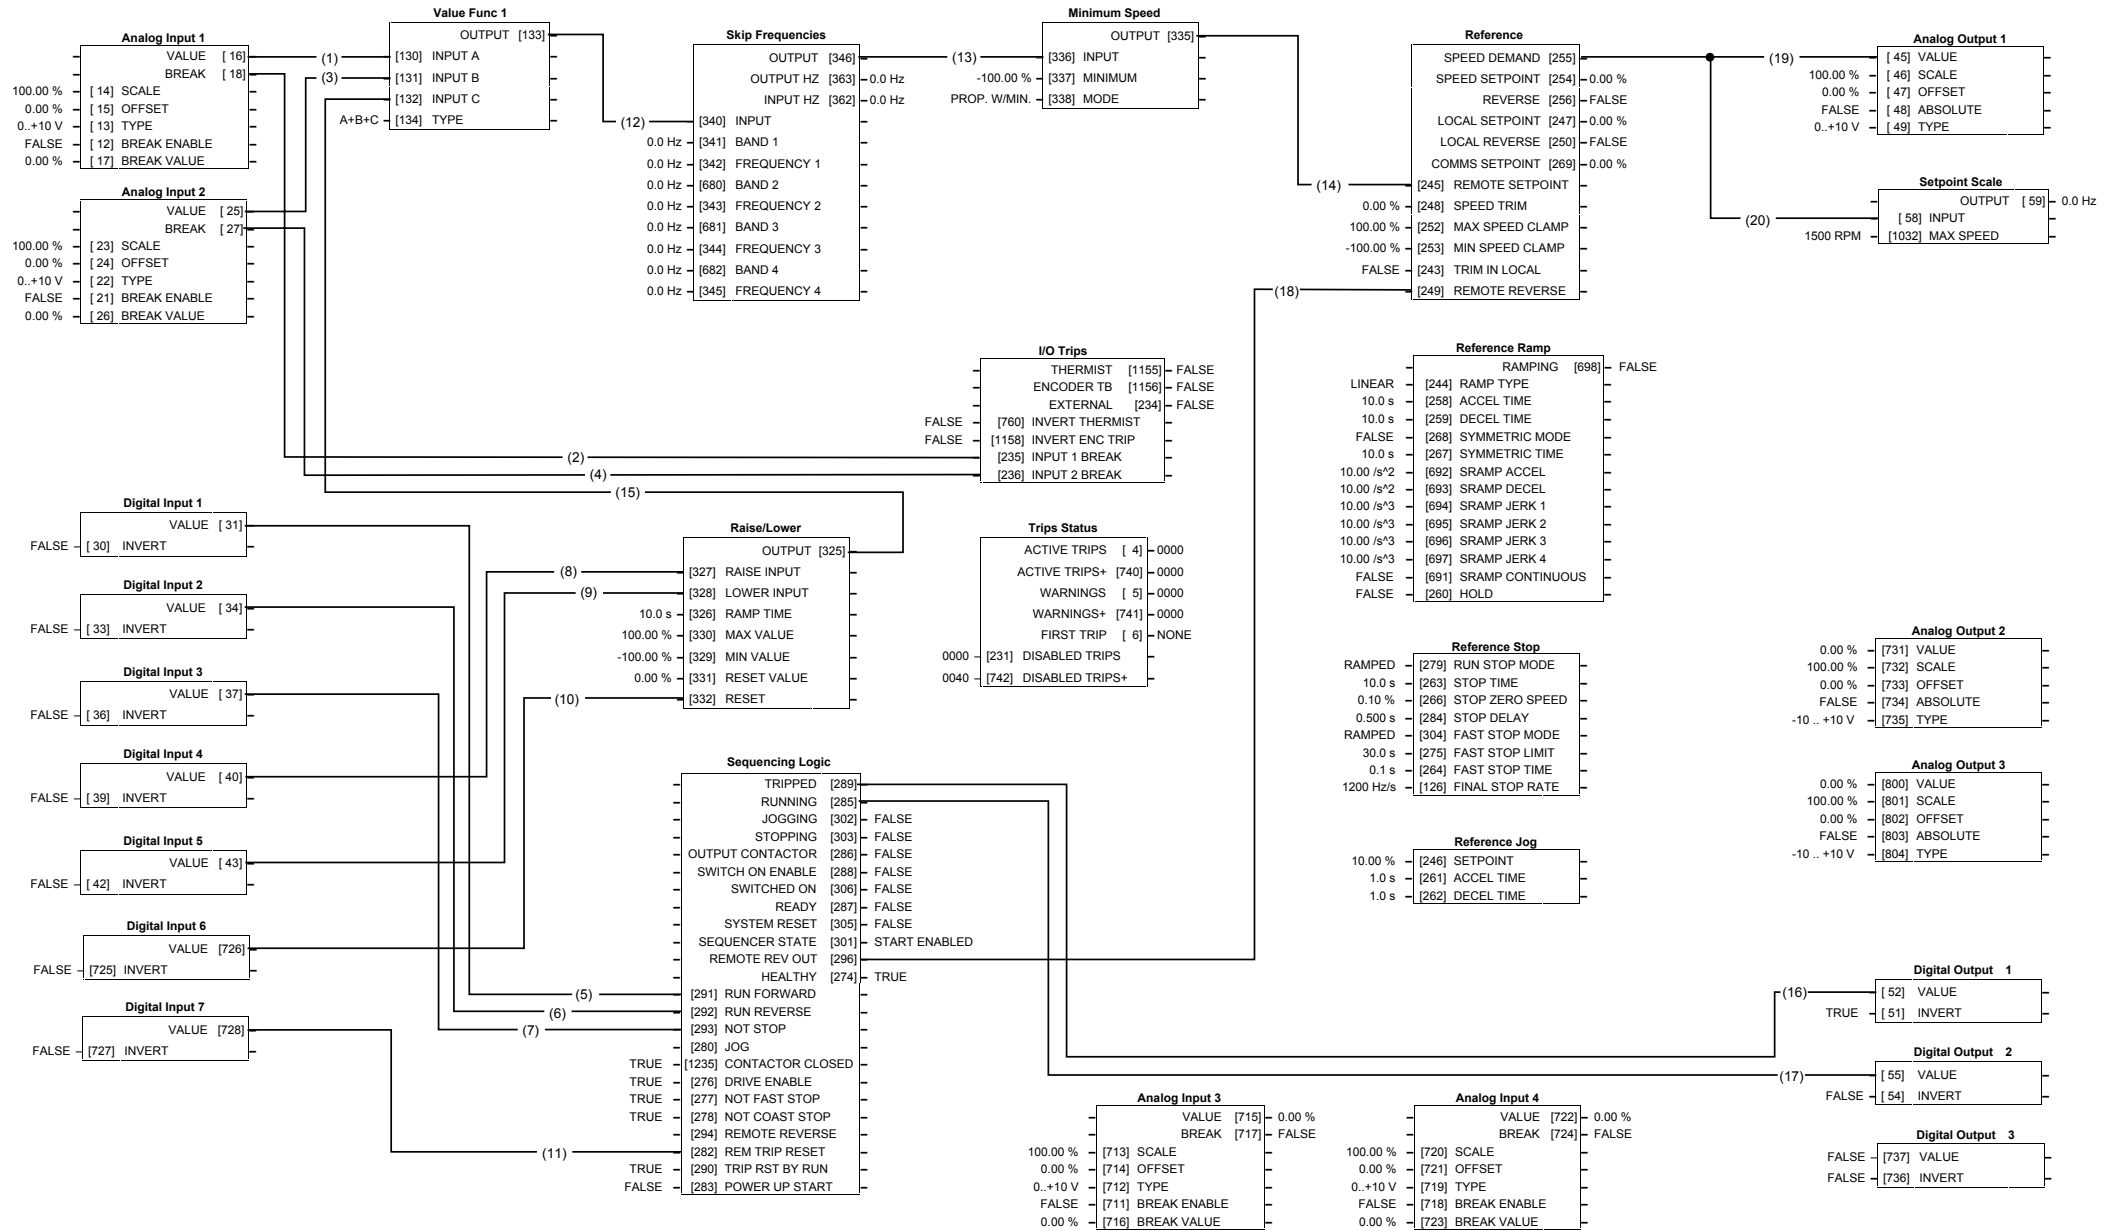 Analog Input 1
VALUE [ 16]
BREAK [ 18]
100.00 % [ 14] SCALE
0.00 % [ 15] OFFSET
0..+10 V [ 13] TYPE
FALSE [ 12] BREAK ENABLE
0.00 % [ 17] BREAK VALUE
Analog Input 2
VALUE [ 25]
BREAK [ 27]
100.00 % [ 23] SCALE
0.00 % [ 24] OFFSET
0..+10 V [ 22] TYPE
FALSE [ 21] BREAK ENABLE
0.00 % [ 26] BREAK VALUE
(1)
(3)
Value Func 1
OUTPUT [133]
[130] INPUT A
[131] INPUT B
[132] INPUT C
A+B+C [134] TYPE
(12)
Skip Frequencies
OUTPUT [346]
OUTPUT HZ [363] 0.0 Hz
INPUT HZ [362] 0.0 Hz
[340] INPUT
0.0 Hz [341] BAND 1
0.0 Hz [342] FREQUENCY 1
0.0 Hz [680] BAND 2
0.0 Hz [343] FREQUENCY 2
0.0 Hz [681] BAND 3
0.0 Hz [344] FREQUENCY 3
0.0 Hz [682] BAND 4
0.0 Hz [345] FREQUENCY 4
(13)
Minimum Speed
OUTPUT [335]
[336] INPUT
-100.00 % [337] MINIMUM
PROP. W/MIN. [338] MODE
(14)
(18)
Reference
SPEED DEMAND [255]
SPEED SETPOINT [254] 0.00 %
REVERSE [256] FALSE
LOCAL SETPOINT [247] 0.00 %
LOCAL REVERSE [250] FALSE
COMMS SETPOINT [269] 0.00 %
[245] REMOTE SETPOINT
0.00 % [248] SPEED TRIM
100.00 % [252] MAX SPEED CLAMP
-100.00 % [253] MIN SPEED CLAMP
FALSE [243] TRIM IN LOCAL
[249] REMOTE REVERSE
(19)
(20)
Analog Output 1
[ 45] VALUE
100.00 % [ 46] SCALE
0.00 % [ 47] OFFSET
FALSE [ 48] ABSOLUTE
0..+10 V [ 49] TYPE
Setpoint Scale
OUTPUT [ 59] 0.0 Hz
[ 58] INPUT
1500 RPM [1032] MAX SPEED
I/O Trips
THERMIST [1155] FALSE
ENCODER TB [1156] FALSE
EXTERNAL [234] FALSE
FALSE [760] INVERT THERMIST
FALSE [1158] INVERT ENC TRIP
[235] INPUT 1 BREAK
[236] INPUT 2 BREAK
(2)
(4)
(15)
Reference Ramp
RAMPING [698] FALSE
LINEAR [244] RAMP TYPE
10.0 s [258] ACCEL TIME
10.0 s [259] DECEL TIME
FALSE [268] SYMMETRIC MODE
10.0 s [267] SYMMETRIC TIME
10.00 /s^2 [692] SRAMP ACCEL
10.00 /s^2 [693] SRAMP DECEL
10.00 /s^3 [694] SRAMP JERK 1
10.00 /s^3 [695] SRAMP JERK 2
10.00 /s^3 [696] SRAMP JERK 3
10.00 /s^3 [697] SRAMP JERK 4
FALSE [691] SRAMP CONTINUOUS
FALSE [260] HOLD
Digital Input 1
VALUE [ 31]
FALSE [ 30] INVERT
Digital Input 2
VALUE [ 34]
FALSE [ 33] INVERT
Digital Input 3
VALUE [ 37]
FALSE [ 36] INVERT
Digital Input 4
VALUE [ 40]
FALSE [ 39] INVERT
Digital Input 5
VALUE [ 43]
FALSE [ 42] INVERT
Digital Input 6
VALUE [726]
FALSE [725] INVERT
Digital Input 7
VALUE [728]
FALSE [727] INVERT
(8)
(9)
(10)
Raise/Lower
OUTPUT [325]
[327] RAISE INPUT
[328] LOWER INPUT
10.0 s [326] RAMP TIME
100.00 % [330] MAX VALUE
-100.00 % [329] MIN VALUE
0.00 % [331] RESET VALUE
[332] RESET
Trips Status
ACTIVE TRIPS [ 4] 0000
ACTIVE TRIPS+ [740] 0000
WARNINGS [ 5] 0000
WARNINGS+ [741] 0000
FIRST TRIP [ 6] NONE
0000 [231] DISABLED TRIPS
0040 [742] DISABLED TRIPS+
Reference Stop
RAMPED [279] RUN STOP MODE
10.0 s [263] STOP TIME
0.10 % [266] STOP ZERO SPEED
0.500 s [284] STOP DELAY
RAMPED [304] FAST STOP MODE
30.0 s [275] FAST STOP LIMIT
0.1 s [264] FAST STOP TIME
1200 Hz/s [126] FINAL STOP RATE
Analog Output 2
0.00 % [731] VALUE
100.00 % [732] SCALE
0.00 % [733] OFFSET
FALSE [734] ABSOLUTE
-10 .. +10 V [735] TYPE
Analog Output 3
0.00 % [800] VALUE
100.00 % [801] SCALE
0.00 % [802] OFFSET
FALSE [803] ABSOLUTE
-10 .. +10 V [804] TYPE
Sequencing Logic
TRIPPED [289]
RUNNING [285]
JOGGING [302] FALSE
STOPPING [303] FALSE
OUTPUT CONTACTOR [286] FALSE
SWITCH ON ENABLE [288] FALSE
SWITCHED ON [306] FALSE
READY [287] FALSE
SYSTEM RESET [305] FALSE
SEQUENCER STATE [301] START ENABLED
REMOTE REV OUT [296]
HEALTHY [274] TRUE
(5) [291] RUN FORWARD
(6) [292] RUN REVERSE
(7) [293] NOT STOP
[280] JOG
TRUE [1235] CONTACTOR CLOSED
TRUE [276] DRIVE ENABLE
TRUE [277] NOT FAST STOP
TRUE [278] NOT COAST STOP
[294] REMOTE REVERSE
(11) [282] REM TRIP RESET
TRUE [290] TRIP RST BY RUN
FALSE [283] POWER UP START
Reference Jog
10.00 % [246] SETPOINT
1.0 s [261] ACCEL TIME
1.0 s [262] DECEL TIME
(16)
(17)
Digital Output 1
[ 52] VALUE
TRUE [ 51] INVERT
Digital Output 2
[ 55] VALUE
FALSE [ 54] INVERT
Digital Output 3
FALSE [737] VALUE
FALSE [736] INVERT
Analog Input 3
VALUE [715] 0.00 %
BREAK [717] FALSE
100.00 % [713] SCALE
0.00 % [714] OFFSET
0..+10 V [712] TYPE
FALSE [711] BREAK ENABLE
0.00 % [716] BREAK VALUE
Analog Input 4
VALUE [722] 0.00 %
BREAK [724] FALSE
100.00 % [720] SCALE
0.00 % [721] OFFSET
0..+10 V [719] TYPE
FALSE [718] BREAK ENABLE
0.00 % [723] BREAK VALUE